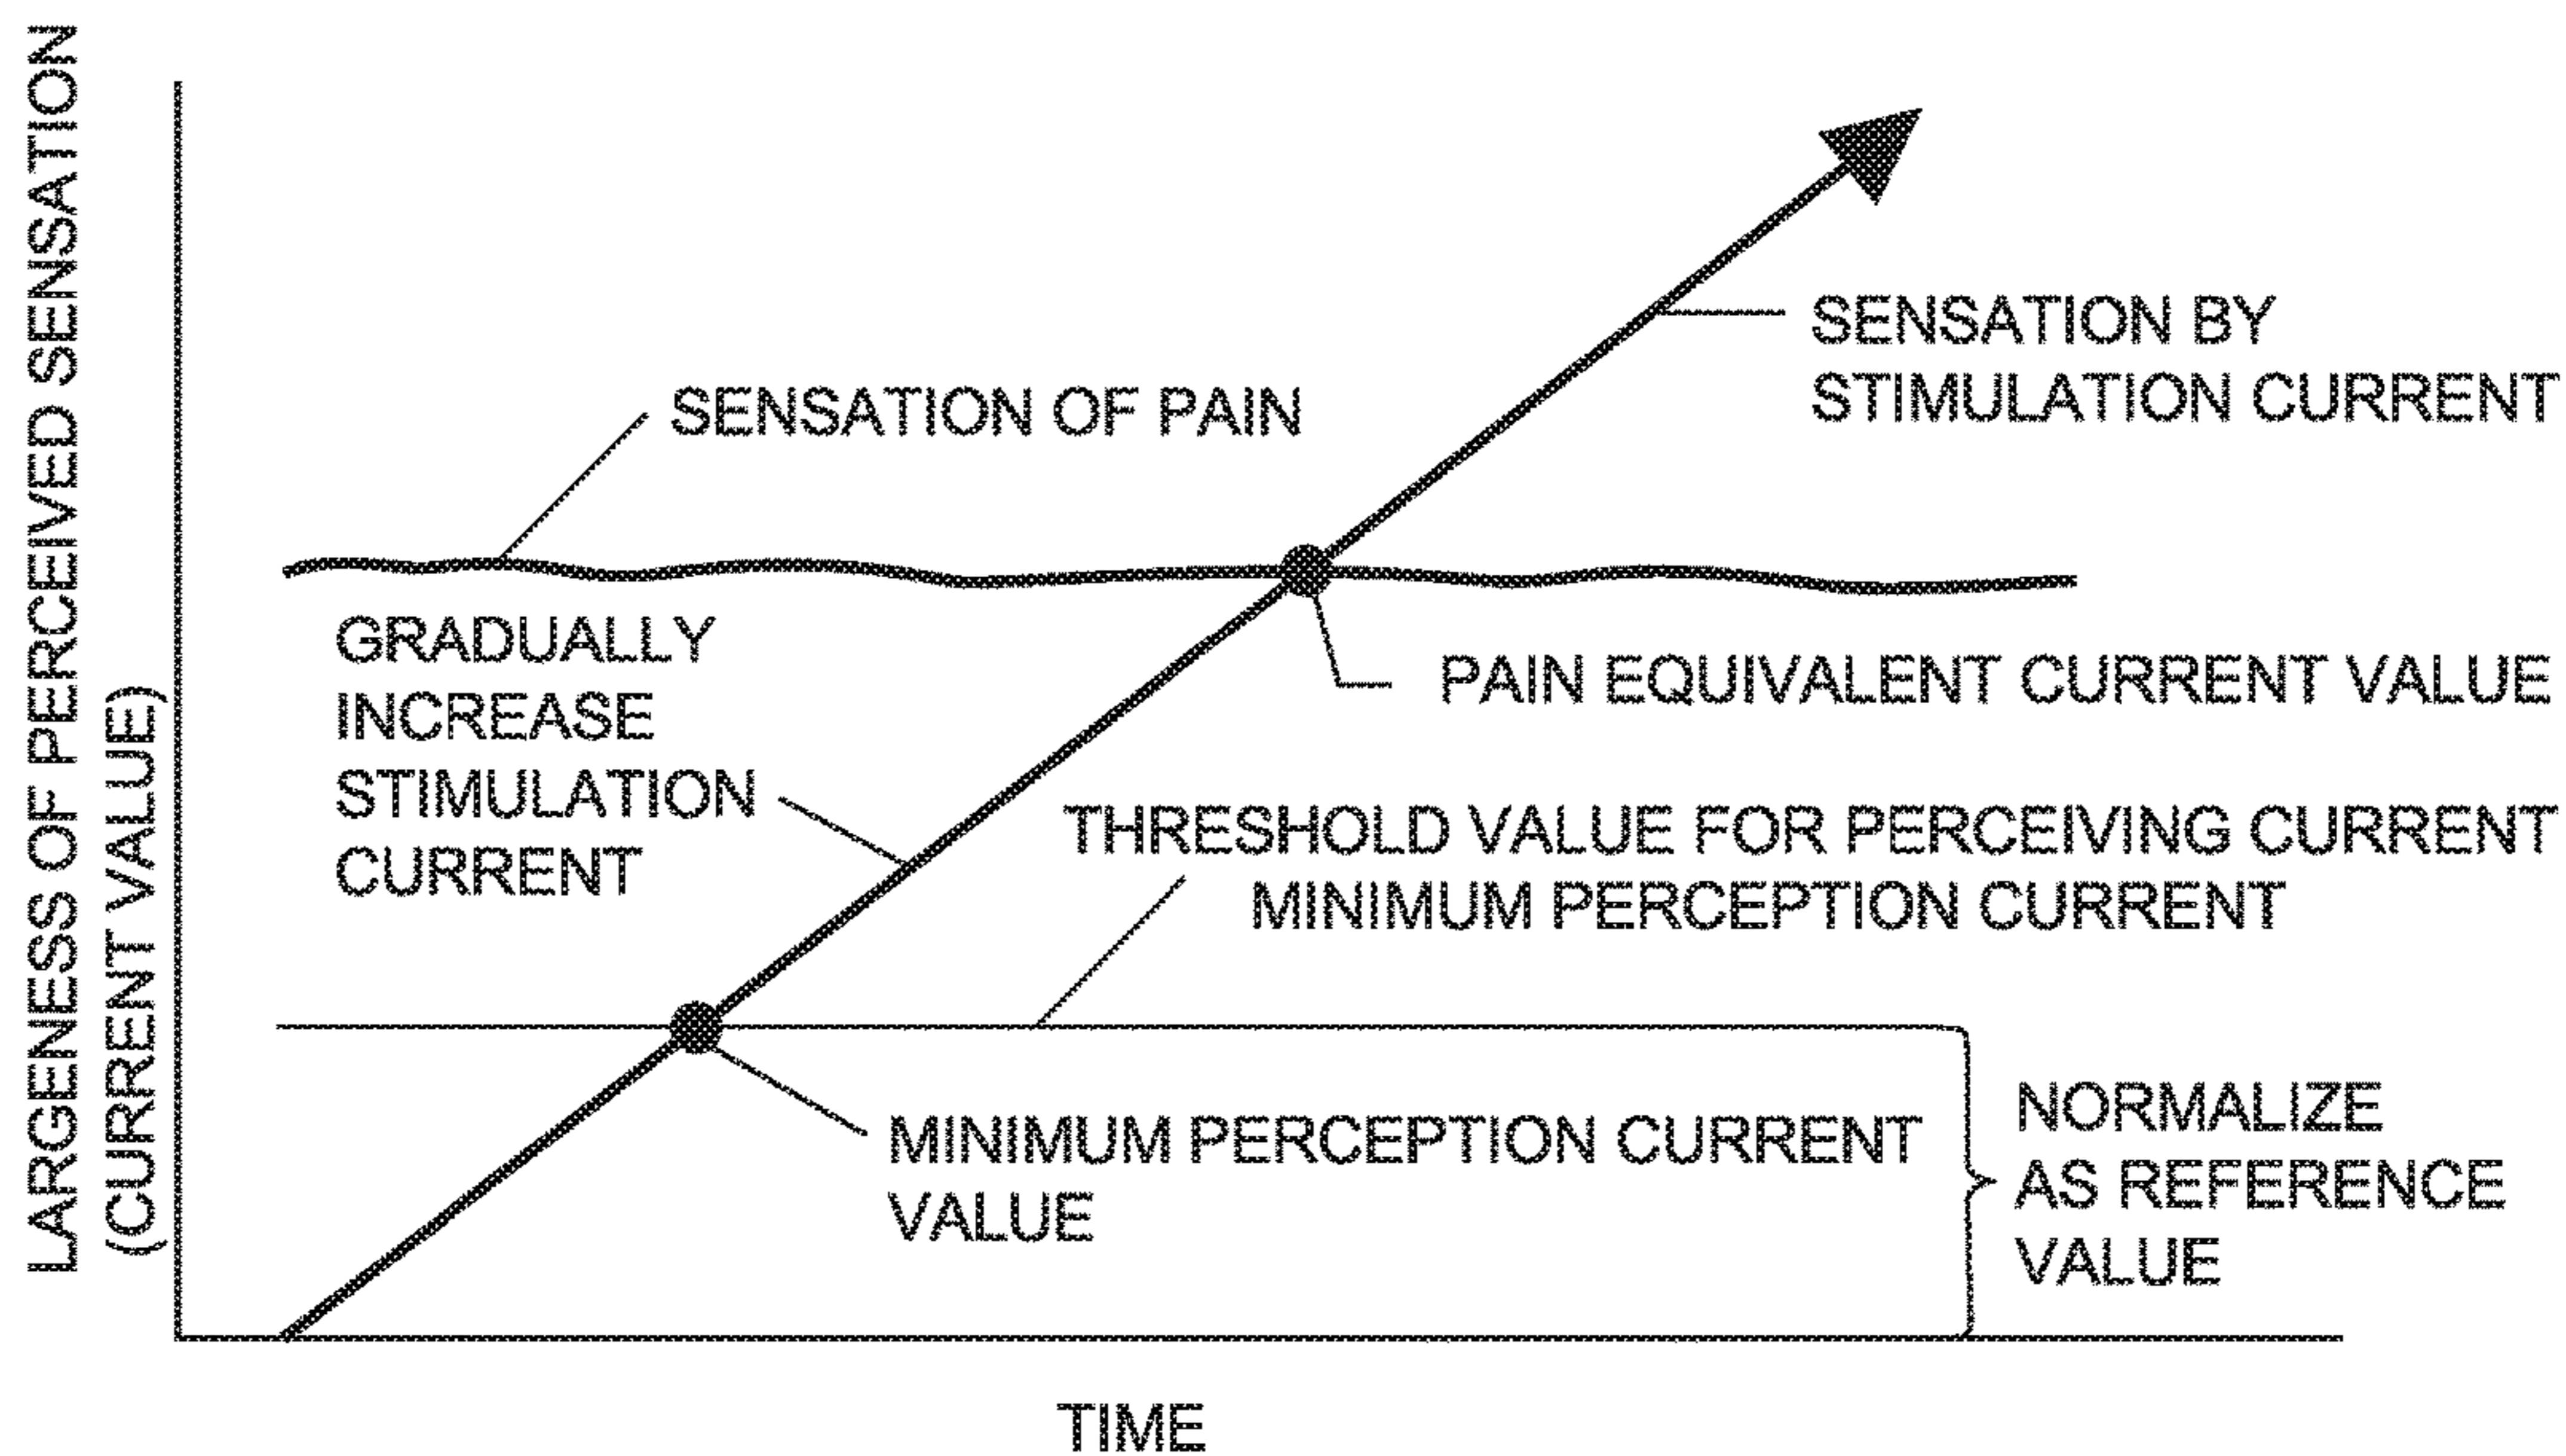 LARGENESS OF PERCEIVED SENSATION
(CURRENT VALUE)
SENSATION BY
STIMULATION CURRENT
SENSATION OF PAIN
GRADUALLY
INCREASE
STIMULATION
CURRENT
PAIN EQUIVALENT CURRENT VALUE
THRESHOLD VALUE FOR PERCEIVING CURRENT
MINIMUM PERCEPTION CURRENT
MINIMUM PERCEPTION CURRENT
VALUE
NORMALIZE
AS REFERENCE
VALUE
TIME